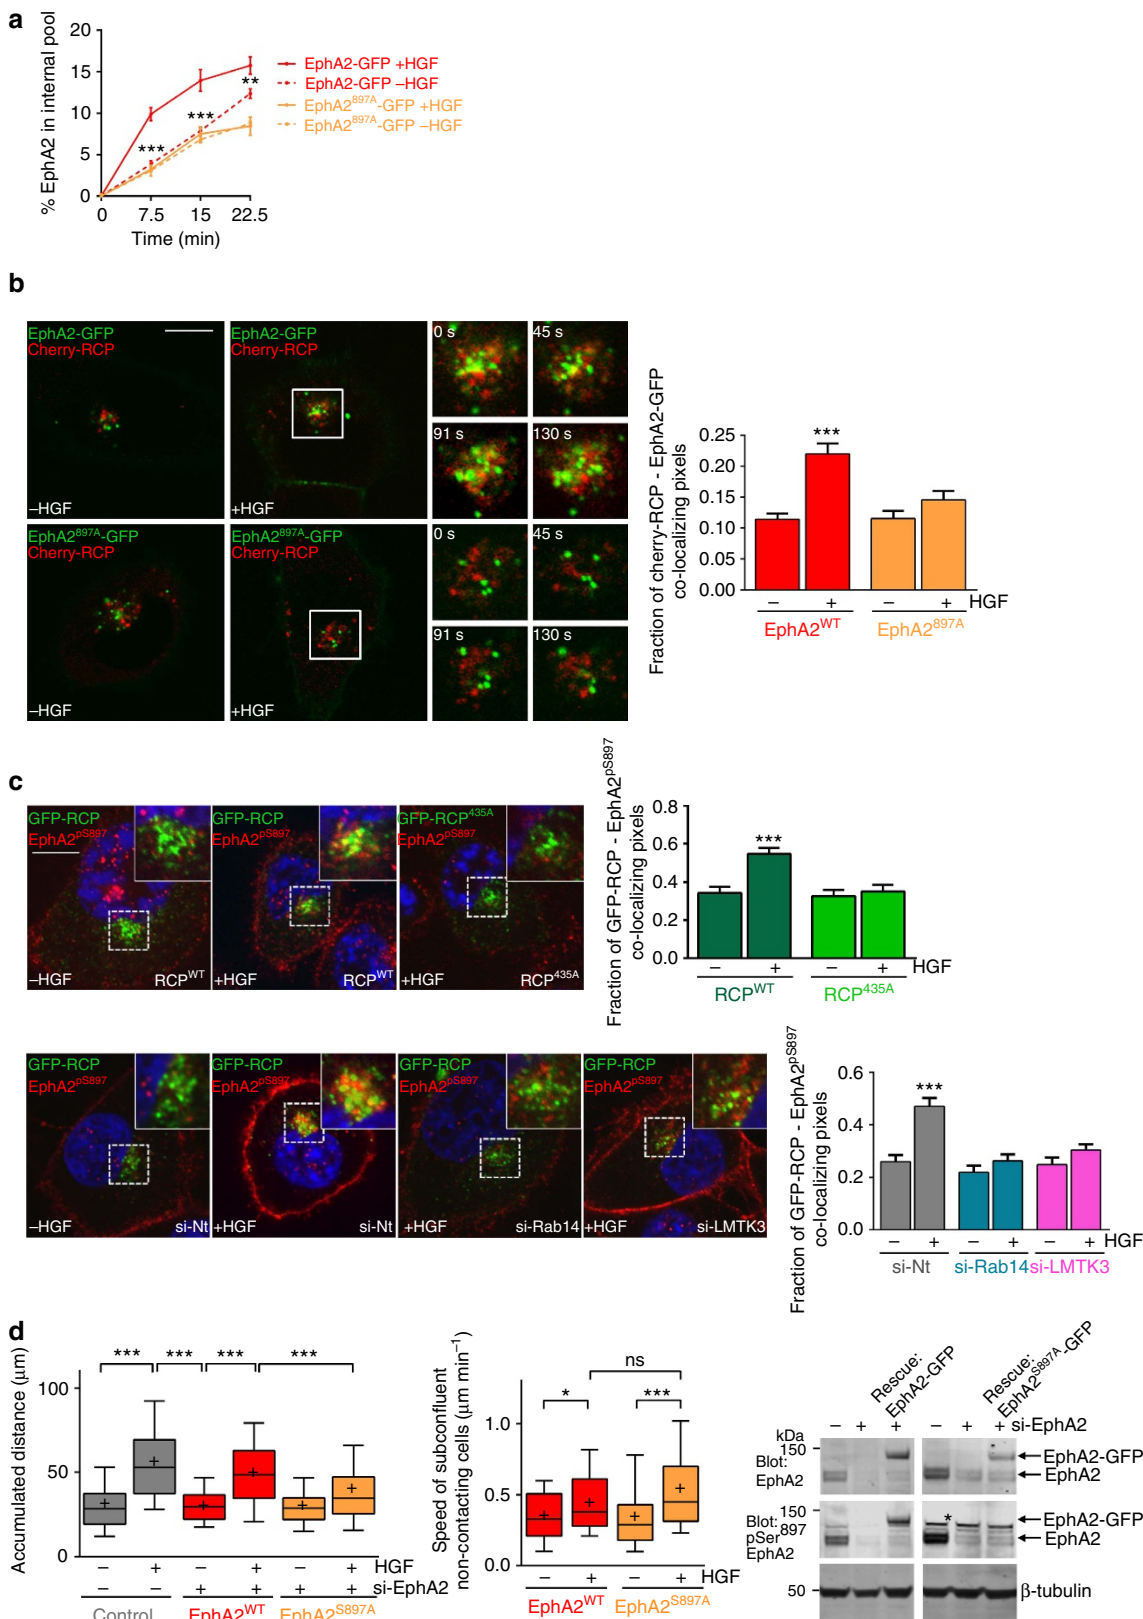 a
% EphA2 in internal pool
20
15
10
5
0
0 7.5 15 22.5
Time (min)
***
***
**
EphA2-GFP +HGF
EphA2-GFP –HGF
EphA2897A-GFP +HGF
EphA2897A-GFP –HGF
b
EphA2-GFP
Cherry-RCP
–HGF
EphA2-GFP
Cherry-RCP
+HGF
0 s
45 s
91 s
130 s
EphA2897A-GFP
Cherry-RCP
–HGF
EphA2897A-GFP
Cherry-RCP
+HGF
0 s
45 s
91 s
130 s
Fraction of cherry-RCP - EphA2-GFP
co-localizing pixels
0.25
0.20
0.15
0.10
0.05
0.00
***
– + – + HGF
EphA2WT EphA2897A
c
GFP-RCP
EphA2pS897
–HGF RCPWT
GFP-RCP
EphA2pS897
+HGF RCPWT
GFP-RCP435A
EphA2pS897
+HGF RCP435A
Fraction of GFP-RCP - EphA2pS897
co-localizing pixels
0.8
0.6
0.4
0.2
0.0
***
– + – + HGF
RCPWT RCP435A
GFP-RCP
EphA2pS897
–HGF si-Nt
GFP-RCP
EphA2pS897
+HGF si-Nt
GFP-RCP
EphA2pS897
+HGF si-Rab14
GFP-RCP
EphA2pS897
+HGF si-LMTK3
Fraction of GFP-RCP - EphA2pS897
co-localizing pixels
0.6
0.4
0.2
0.0
***
– + – + – + HGF
si-Nt si-Rab14 si-LMTK3
d
Accumulated distance (μm)
100
50
0
*** *** *** ***
– + – + – + HGF
– – + + – + si-EphA2
Control EphA2WT EphA2S897A
Speed of subconfluent
non-contacting cells (μm min−1)
1.0
0.5
0.0
ns
* ***
– + – + HGF
EphA2WT EphA2S897A
Rescue:
EphA2-GFP
Rescue:
EphA2S897A-GFP
– + + – + + si-EphA2
kDa
150
Blot:
EphA2
EphA2-GFP
EphA2
150
Blot:
pSer897
EphA2
*
EphA2-GFP
EphA2
50
β-tubulin